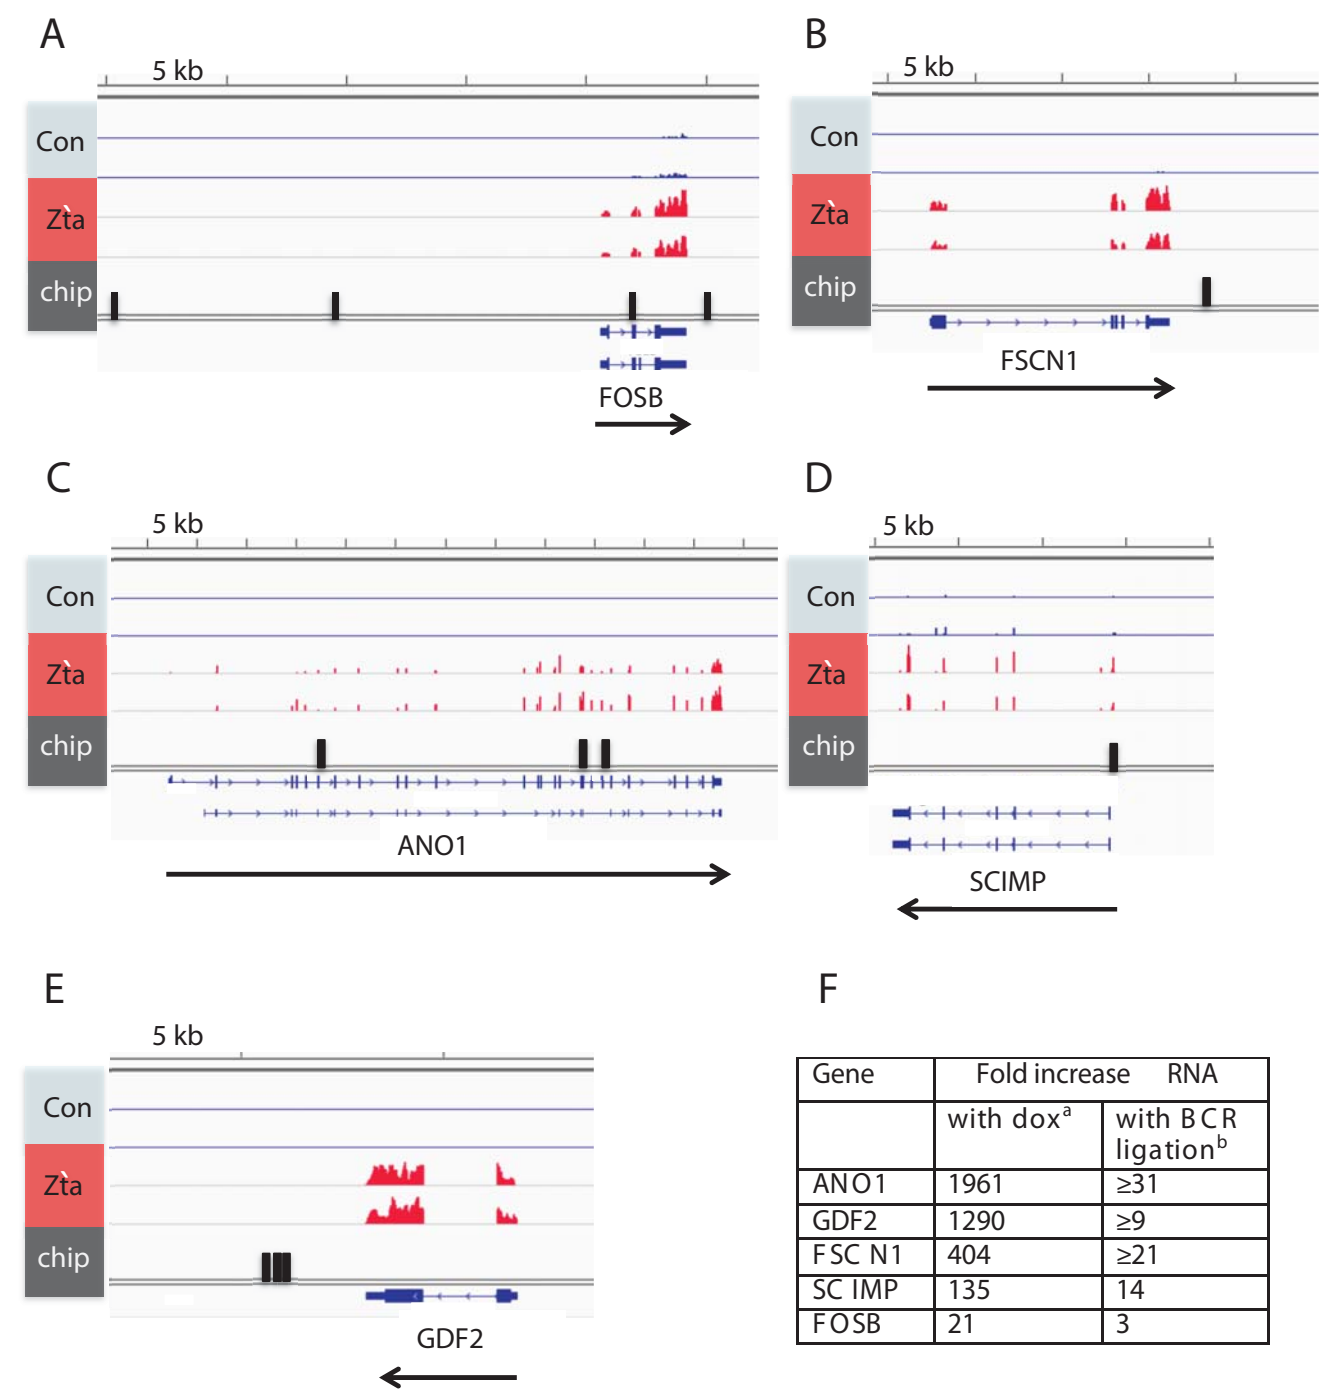 A
5 kb
Con
Zta
chip
FOSB
B
5 kb
Con
Zta
chip
FSCN1
C
5 kb
Con
Zta
chip
ANO1
D
5 kb
Con
Zta
chip
SCIMP
E
5 kb
Con
Zta
chip
GDF2
F
Gene Fold increase RNA
with doxᵃ with BCR
ligationᵇ
ANO1 1961 ≥31
GDF2 1290 ≥9
FSCN1 404 ≥21
SCIMP 135 14
FOSB 21 3